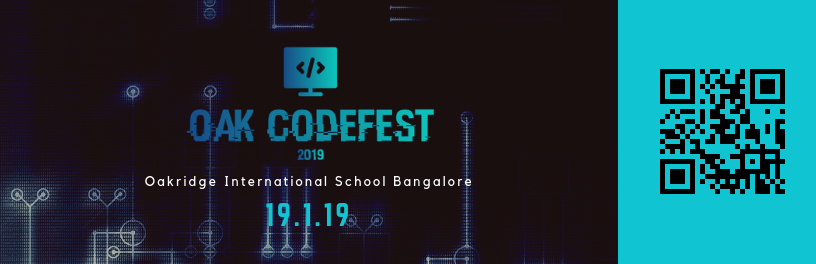 </>
OAK CODEFEST
2019
Oakridge International School Bangalore
19.1.19